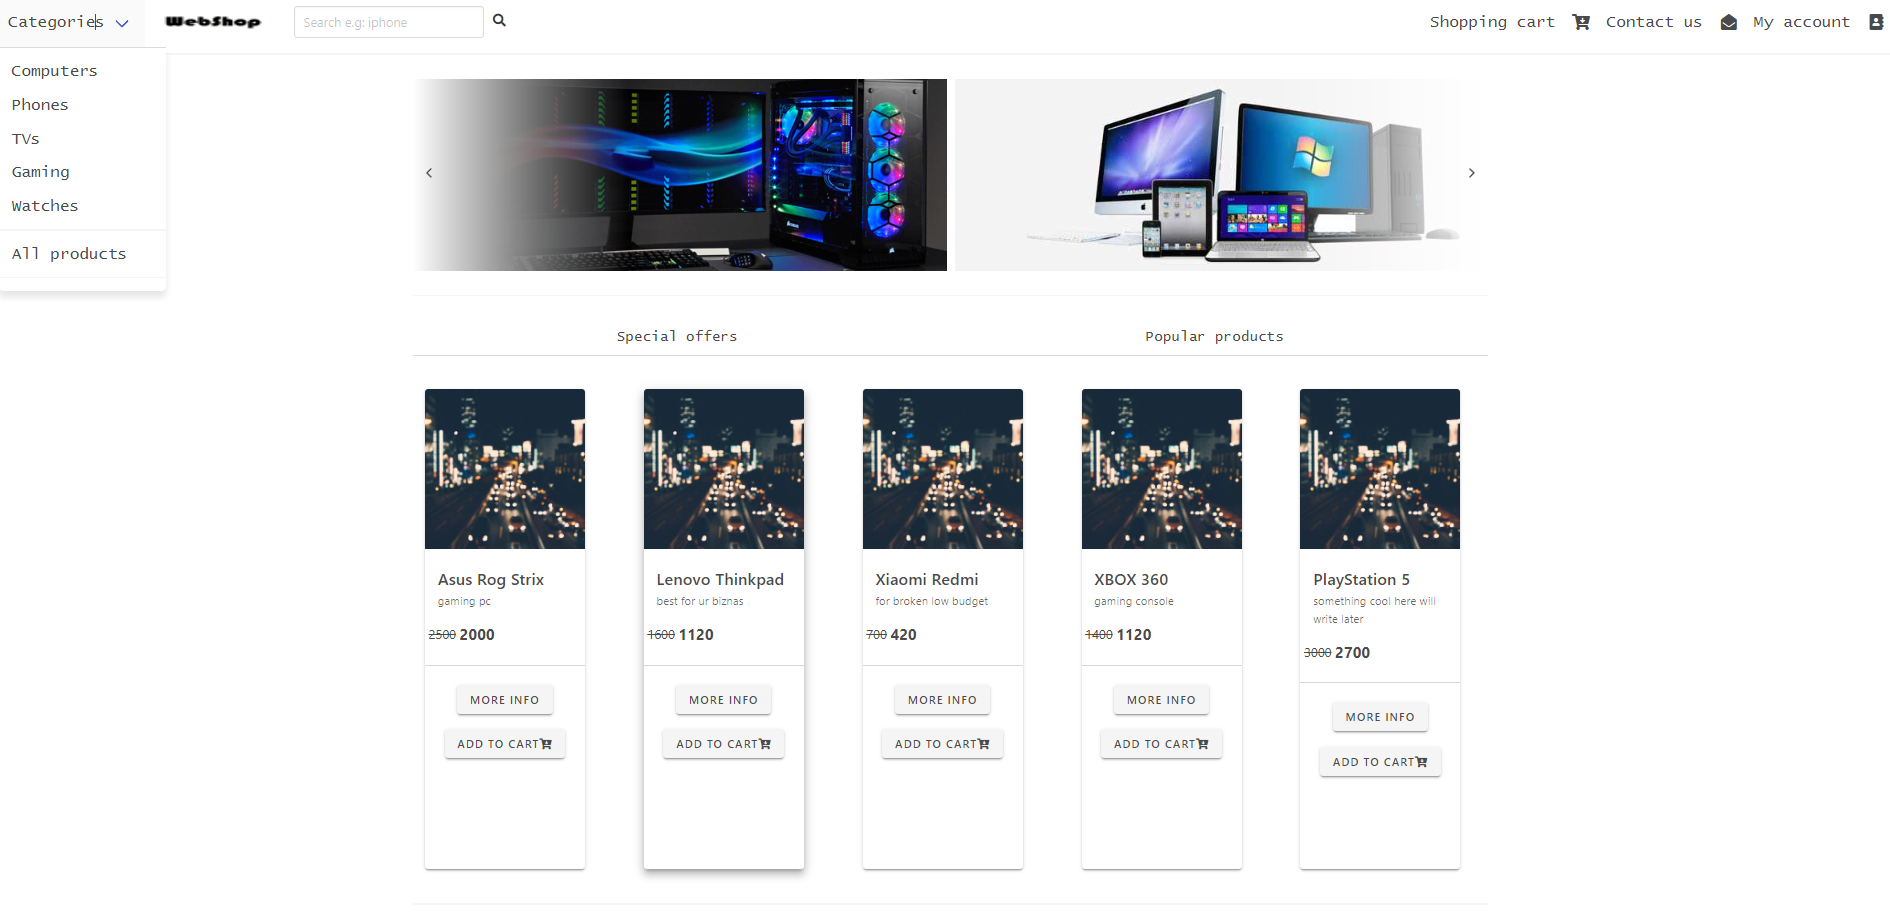 Categories
WebShop
Search e.g: iphone
Shopping cart
Contact us
My account
Computers
Phones
TVs
Gaming
Watches
All products
Special offers
Popular products
Asus Rog Strix
gaming pc
2500 2000
MORE INFO
ADD TO CART
Lenovo Thinkpad
best for ur biznas
1600 1120
MORE INFO
ADD TO CART
Xiaomi Redmi
for broken low budget
700 420
MORE INFO
ADD TO CART
XBOX 360
gaming console
1400 1120
MORE INFO
ADD TO CART
PlayStation 5
something cool here will
write later
3000 2700
MORE INFO
ADD TO CART